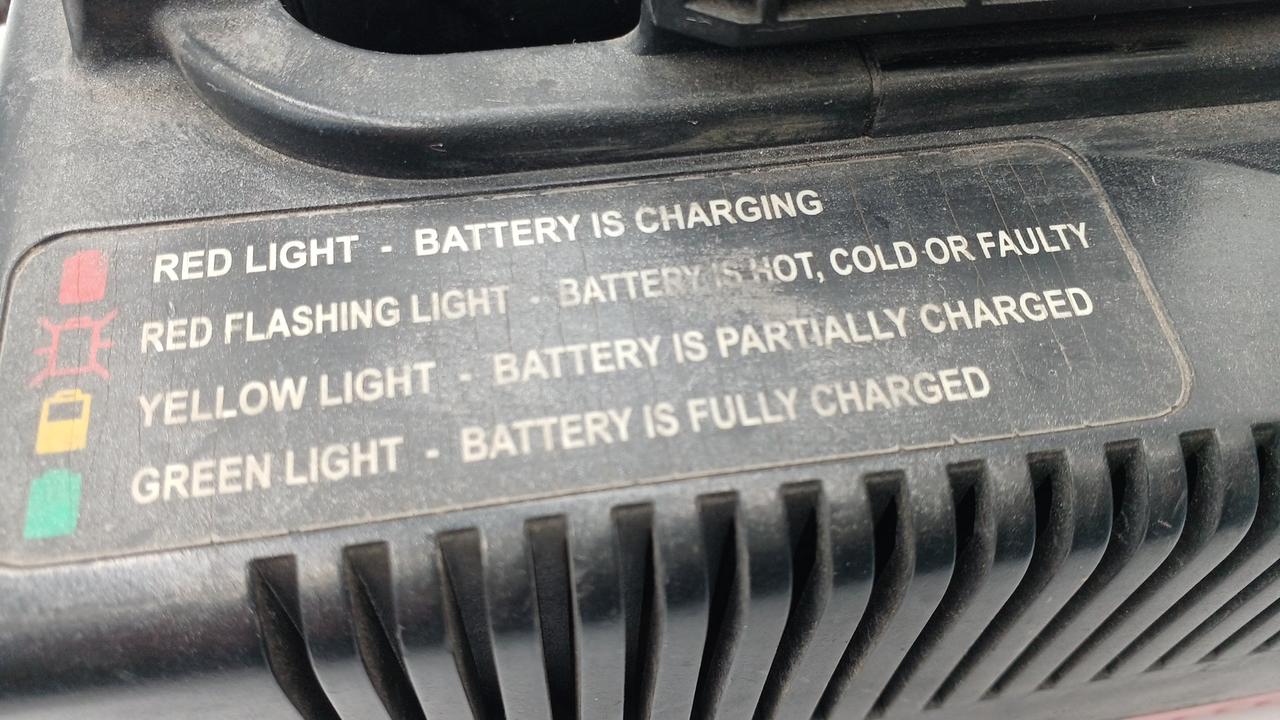 RED LIGHT - BATTERY IS CHARGING
RED FLASHING LIGHT - BATTERY IS HOT, COLD OR FAULTY
YELLOW LIGHT - BATTERY IS PARTIALLY CHARGED
GREEN LIGHT - BATTERY IS FULLY CHARGED